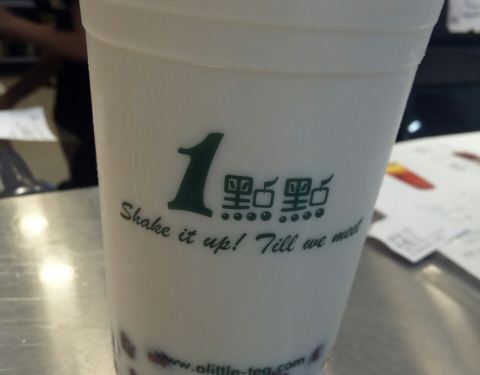 1點點
Shake it up! Till we meet
www.alittle-tea.com